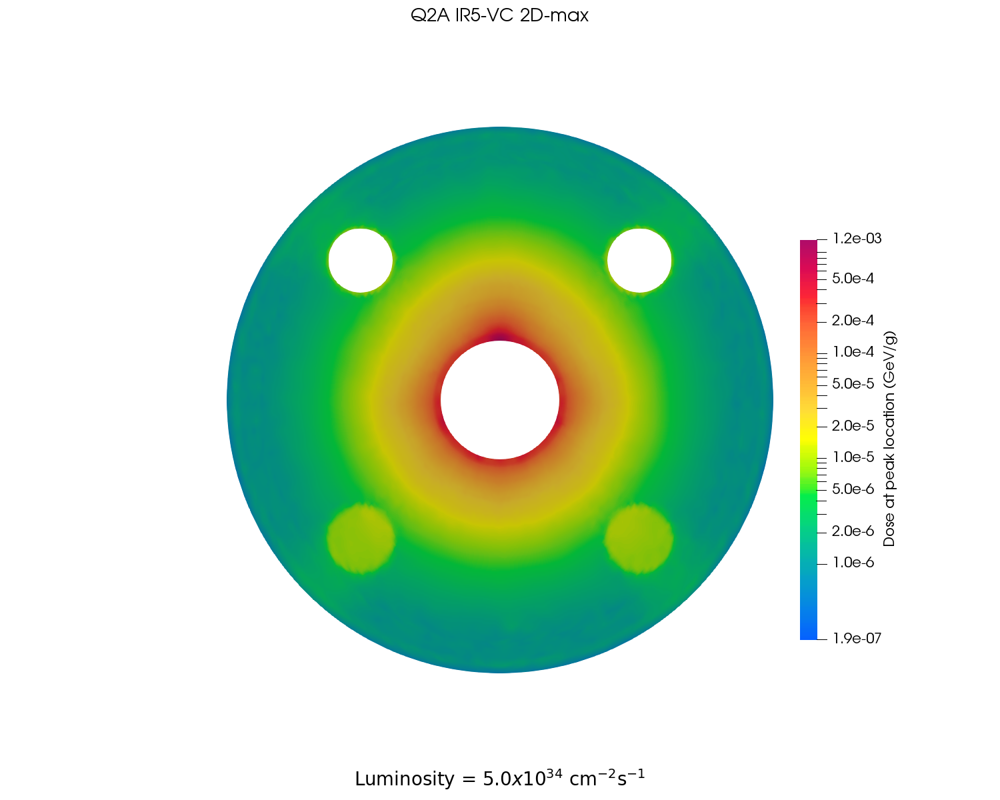 Q2A IR5-VC 2D-max
1.2e-03
5.0e-4
2.0e-4
1.0e-4
5.0e-5
2.0e-5
1.0e-5
5.0e-6
2.0e-6
1.0e-6
1.9e-07
Dose at peak location (GeV/g)
Luminosity = 5.0x10³⁴ cm⁻²s⁻¹